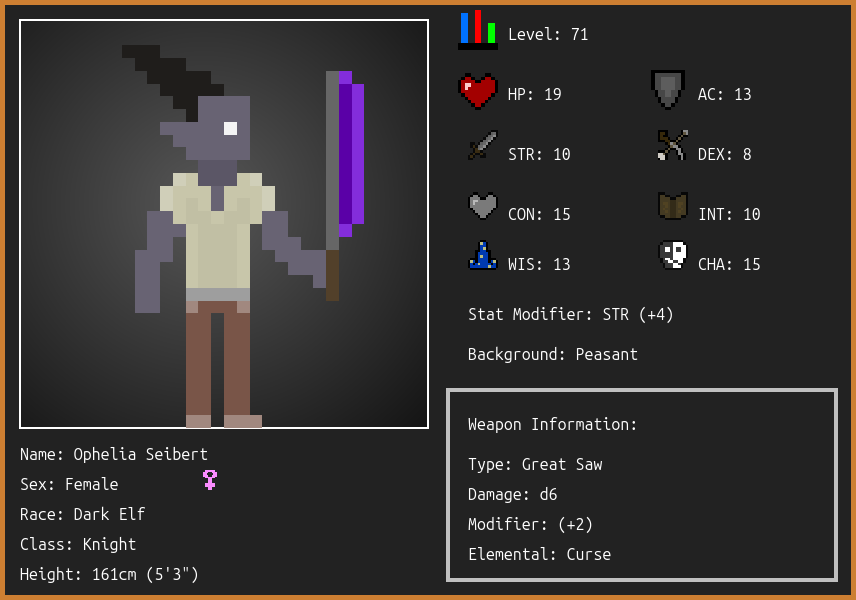 Level: 71
HP: 19
AC: 13
STR: 10
DEX: 8
CON: 15
INT: 10
WIS: 13
CHA: 15
Stat Modifier: STR (+4)
Background: Peasant
Weapon Information:
Type: Great Saw
Damage: d6
Modifier: (+2)
Elemental: Curse
Name: Ophelia Seibert
Sex: Female
Race: Dark Elf
Class: Knight
Height: 161cm (5'3")